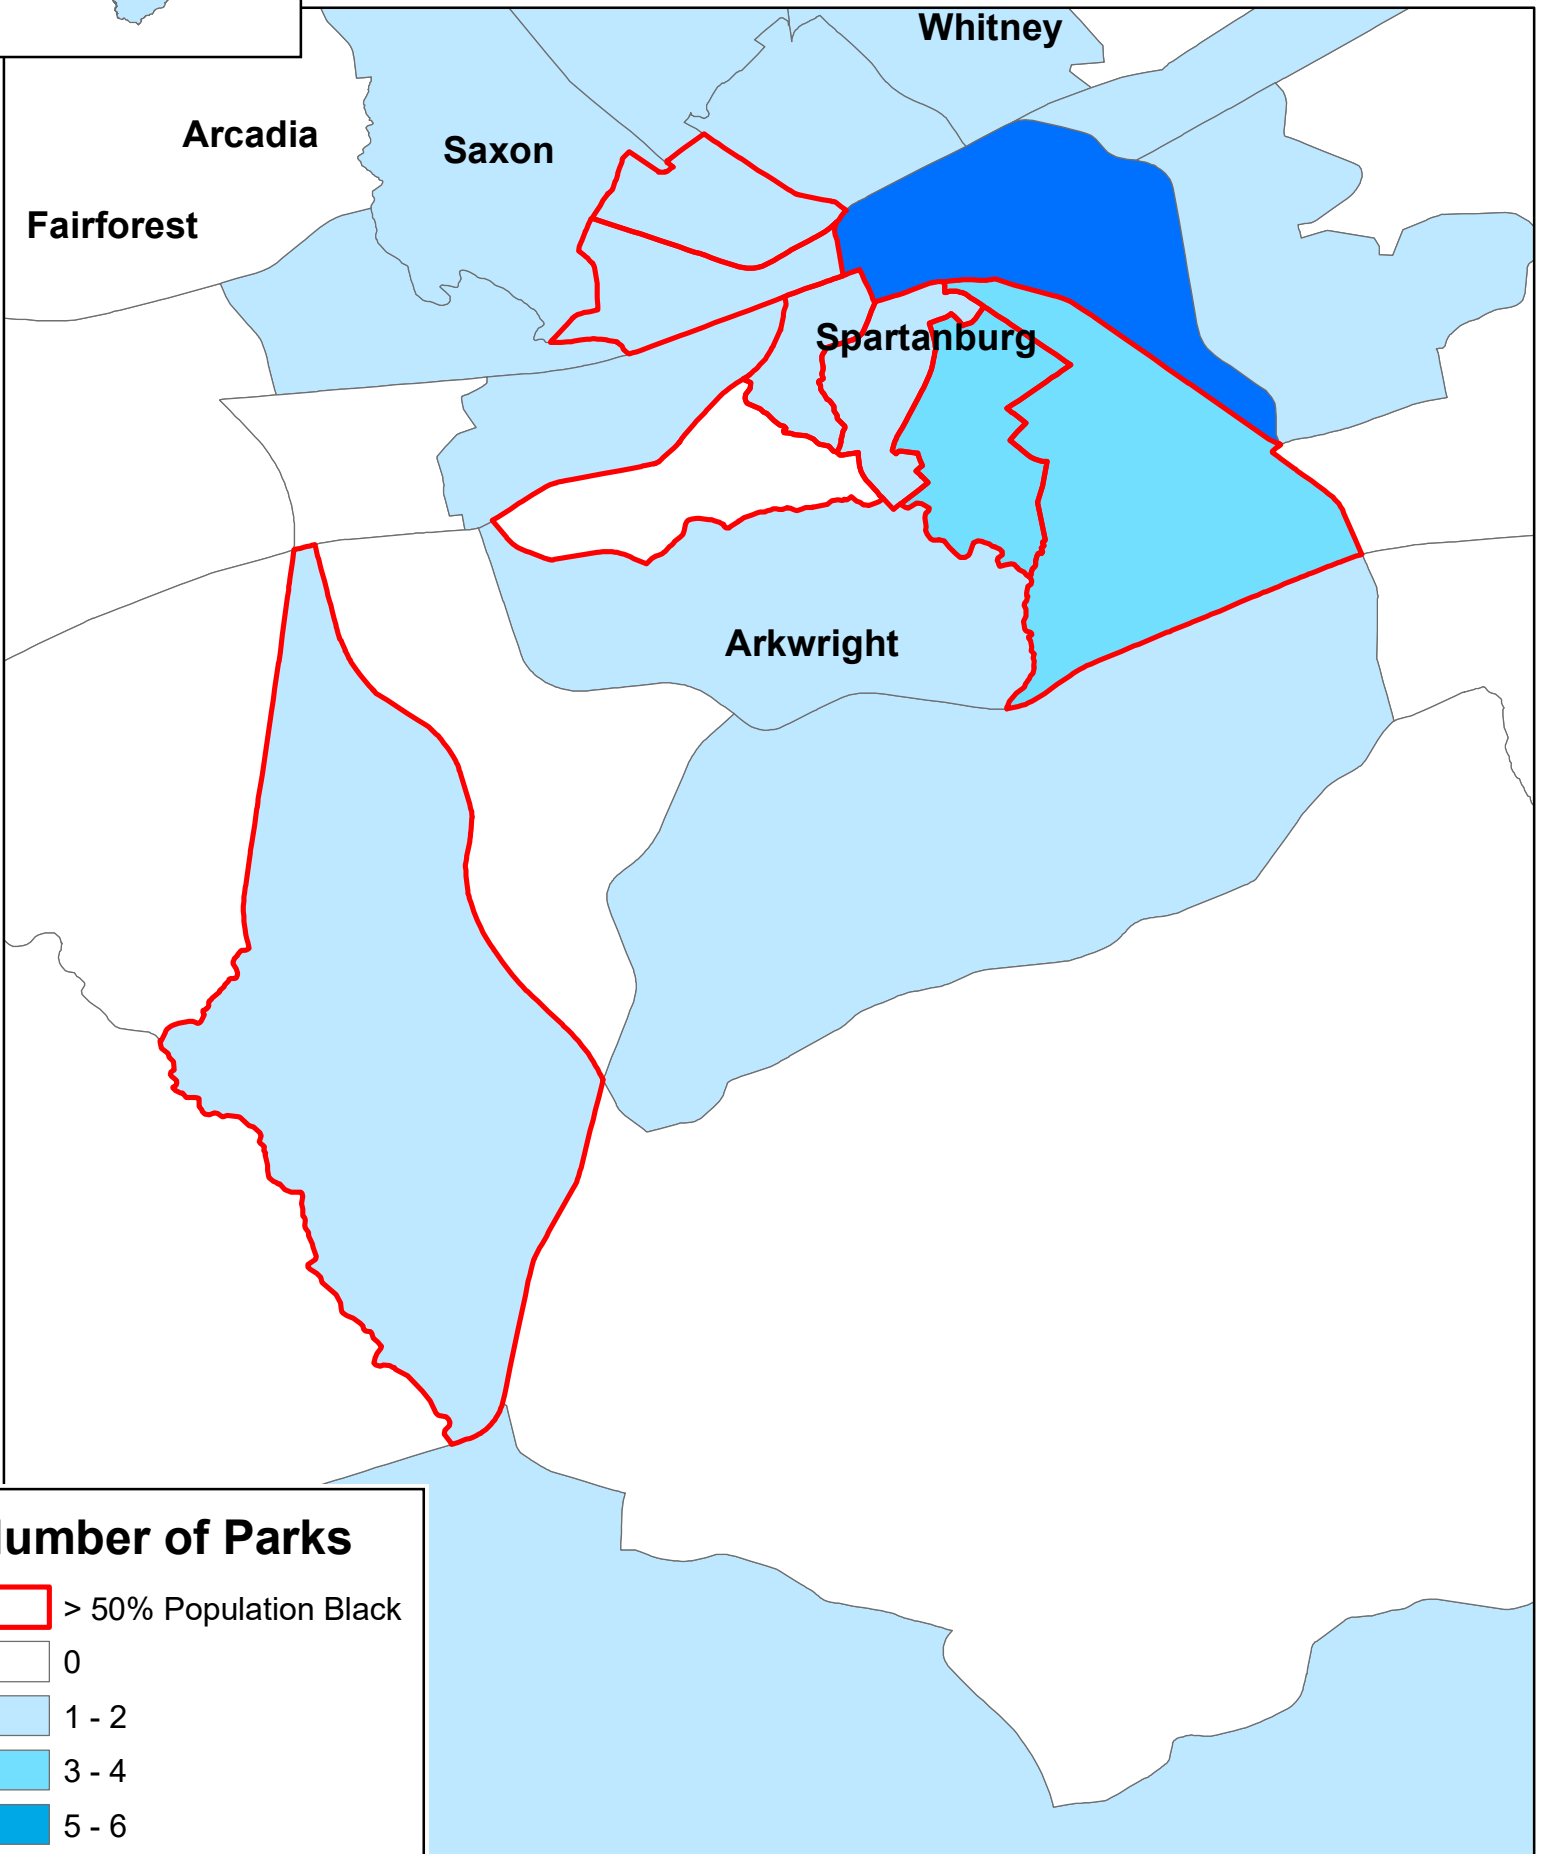 Whitney
Arcadia
Saxon
Fairforest
Spartanburg
Arkwright
umber of Parks
> 50% Population Black
0
1 - 2
3 - 4
5 - 6